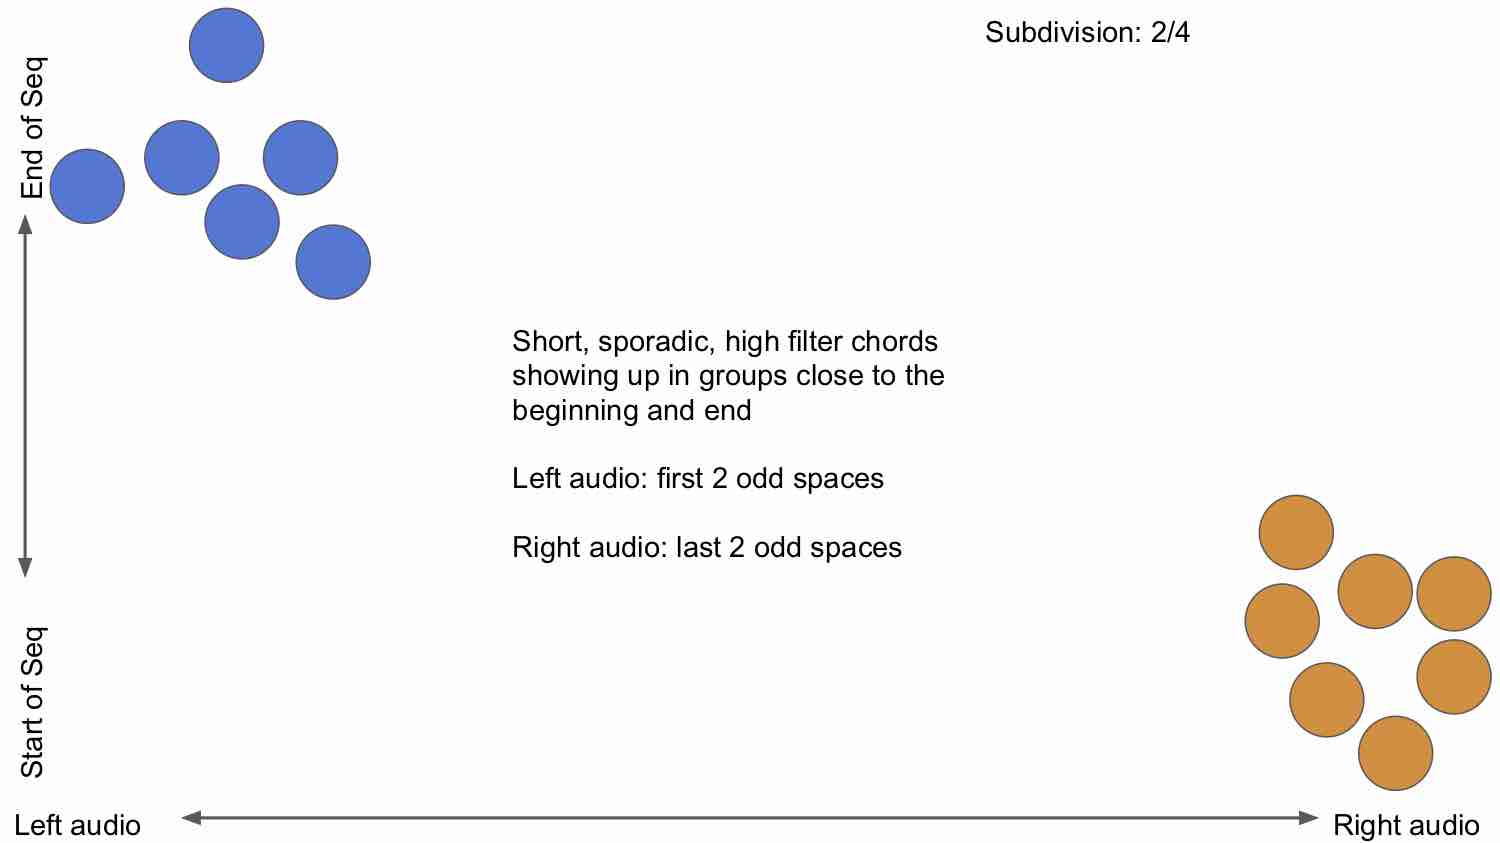 Subdivision: 2/4
End of Seq
Short, sporadic, high filter chords
showing up in groups close to the
beginning and end
Left audio: first 2 odd spaces
Right audio: last 2 odd spaces
Start of Seq
Left audio
Right audio